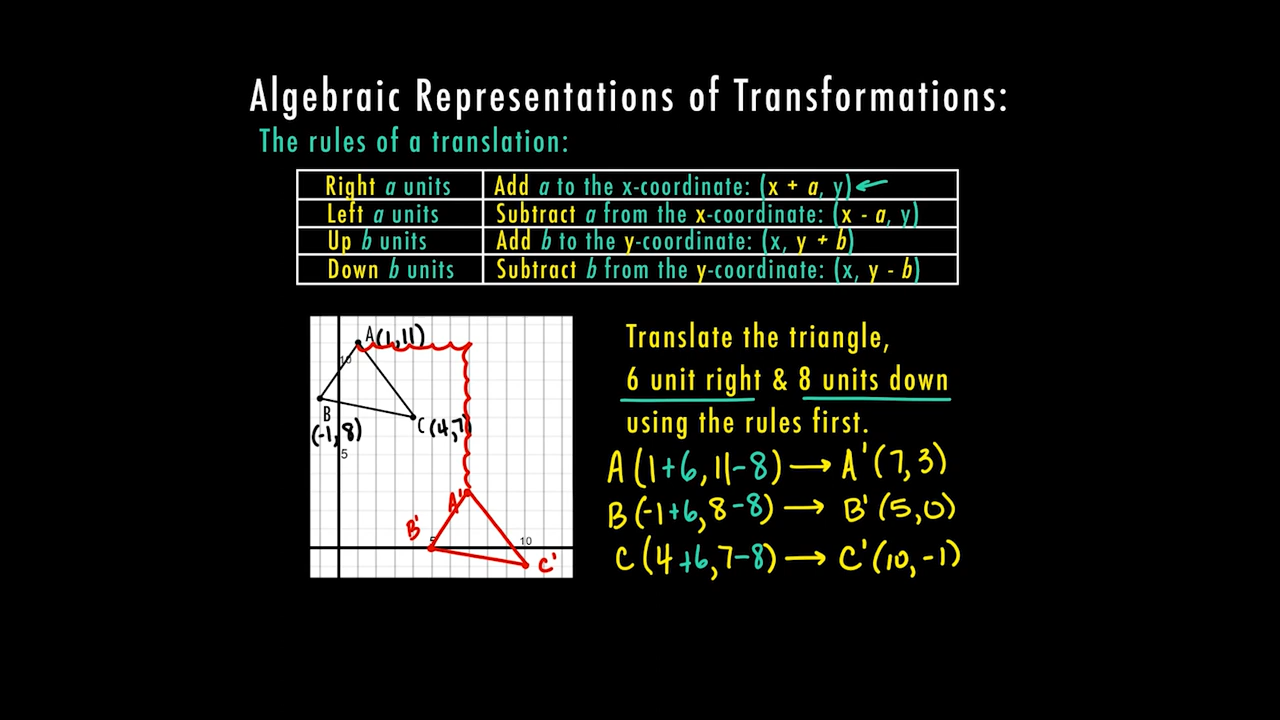 Algebraic Representations of Transformations:
The rules of a translation:
Right a units Add a to the x-coordinate: (x + a, y)
Left a units Subtract a from the x-coordinate: (x - a, y)
Up b units Add b to the y-coordinate: (x, y + b)
Down b units Subtract b from the y-coordinate: (x, y - b)
A(1,11)
10
B
(-1,8)
C(4,7)
5
A'
B'
5
10
C'
Translate the triangle,
6 unit right & 8 units down
using the rules first.
A(1+6,11-8)→A'(7,3)
B(-1+6,8-8)→B'(5,0)
C(4+6,7-8)→C'(10,-1)